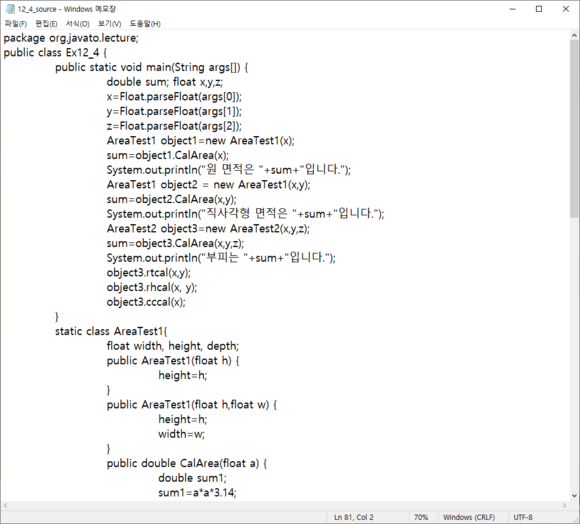 12_4_source - Windows 메모장
파일(F) 편집(E) 서식(O) 보기(V) 도움말(H)
package org.javato.lecture;
public class Ex12_4 {
public static void main(String args[]) {
double sum; float x,y,z;
x=Float.parseFloat(args[0]);
y=Float.parseFloat(args[1]);
z=Float.parseFloat(args[2]);
AreaTest1 object1=new AreaTest1(x);
sum=object1.CalArea(x);
System.out.println("원 면적은 "+sum+"입니다.");
AreaTest1 object2 = new AreaTest1(x,y);
sum=object2.CalArea(x,y);
System.out.println("직사각형 면적은 "+sum+"입니다.");
AreaTest2 object3=new AreaTest2(x,y,z);
sum=object3.CalArea(x,y,z);
System.out.println("부피는 "+sum+"입니다.");
object3.rtcal(x,y);
object3.rhcal(x, y);
object3.cccal(x);
}
static class AreaTest1{
float width, height, depth;
public AreaTest1(float h) {
height=h;
}
public AreaTest1(float h,float w) {
height=h;
width=w;
}
public double CalArea(float a) {
double sum1;
sum1=a*a*3.14;
Ln 81, Col 2 70% Windows (CRLF) UTF-8